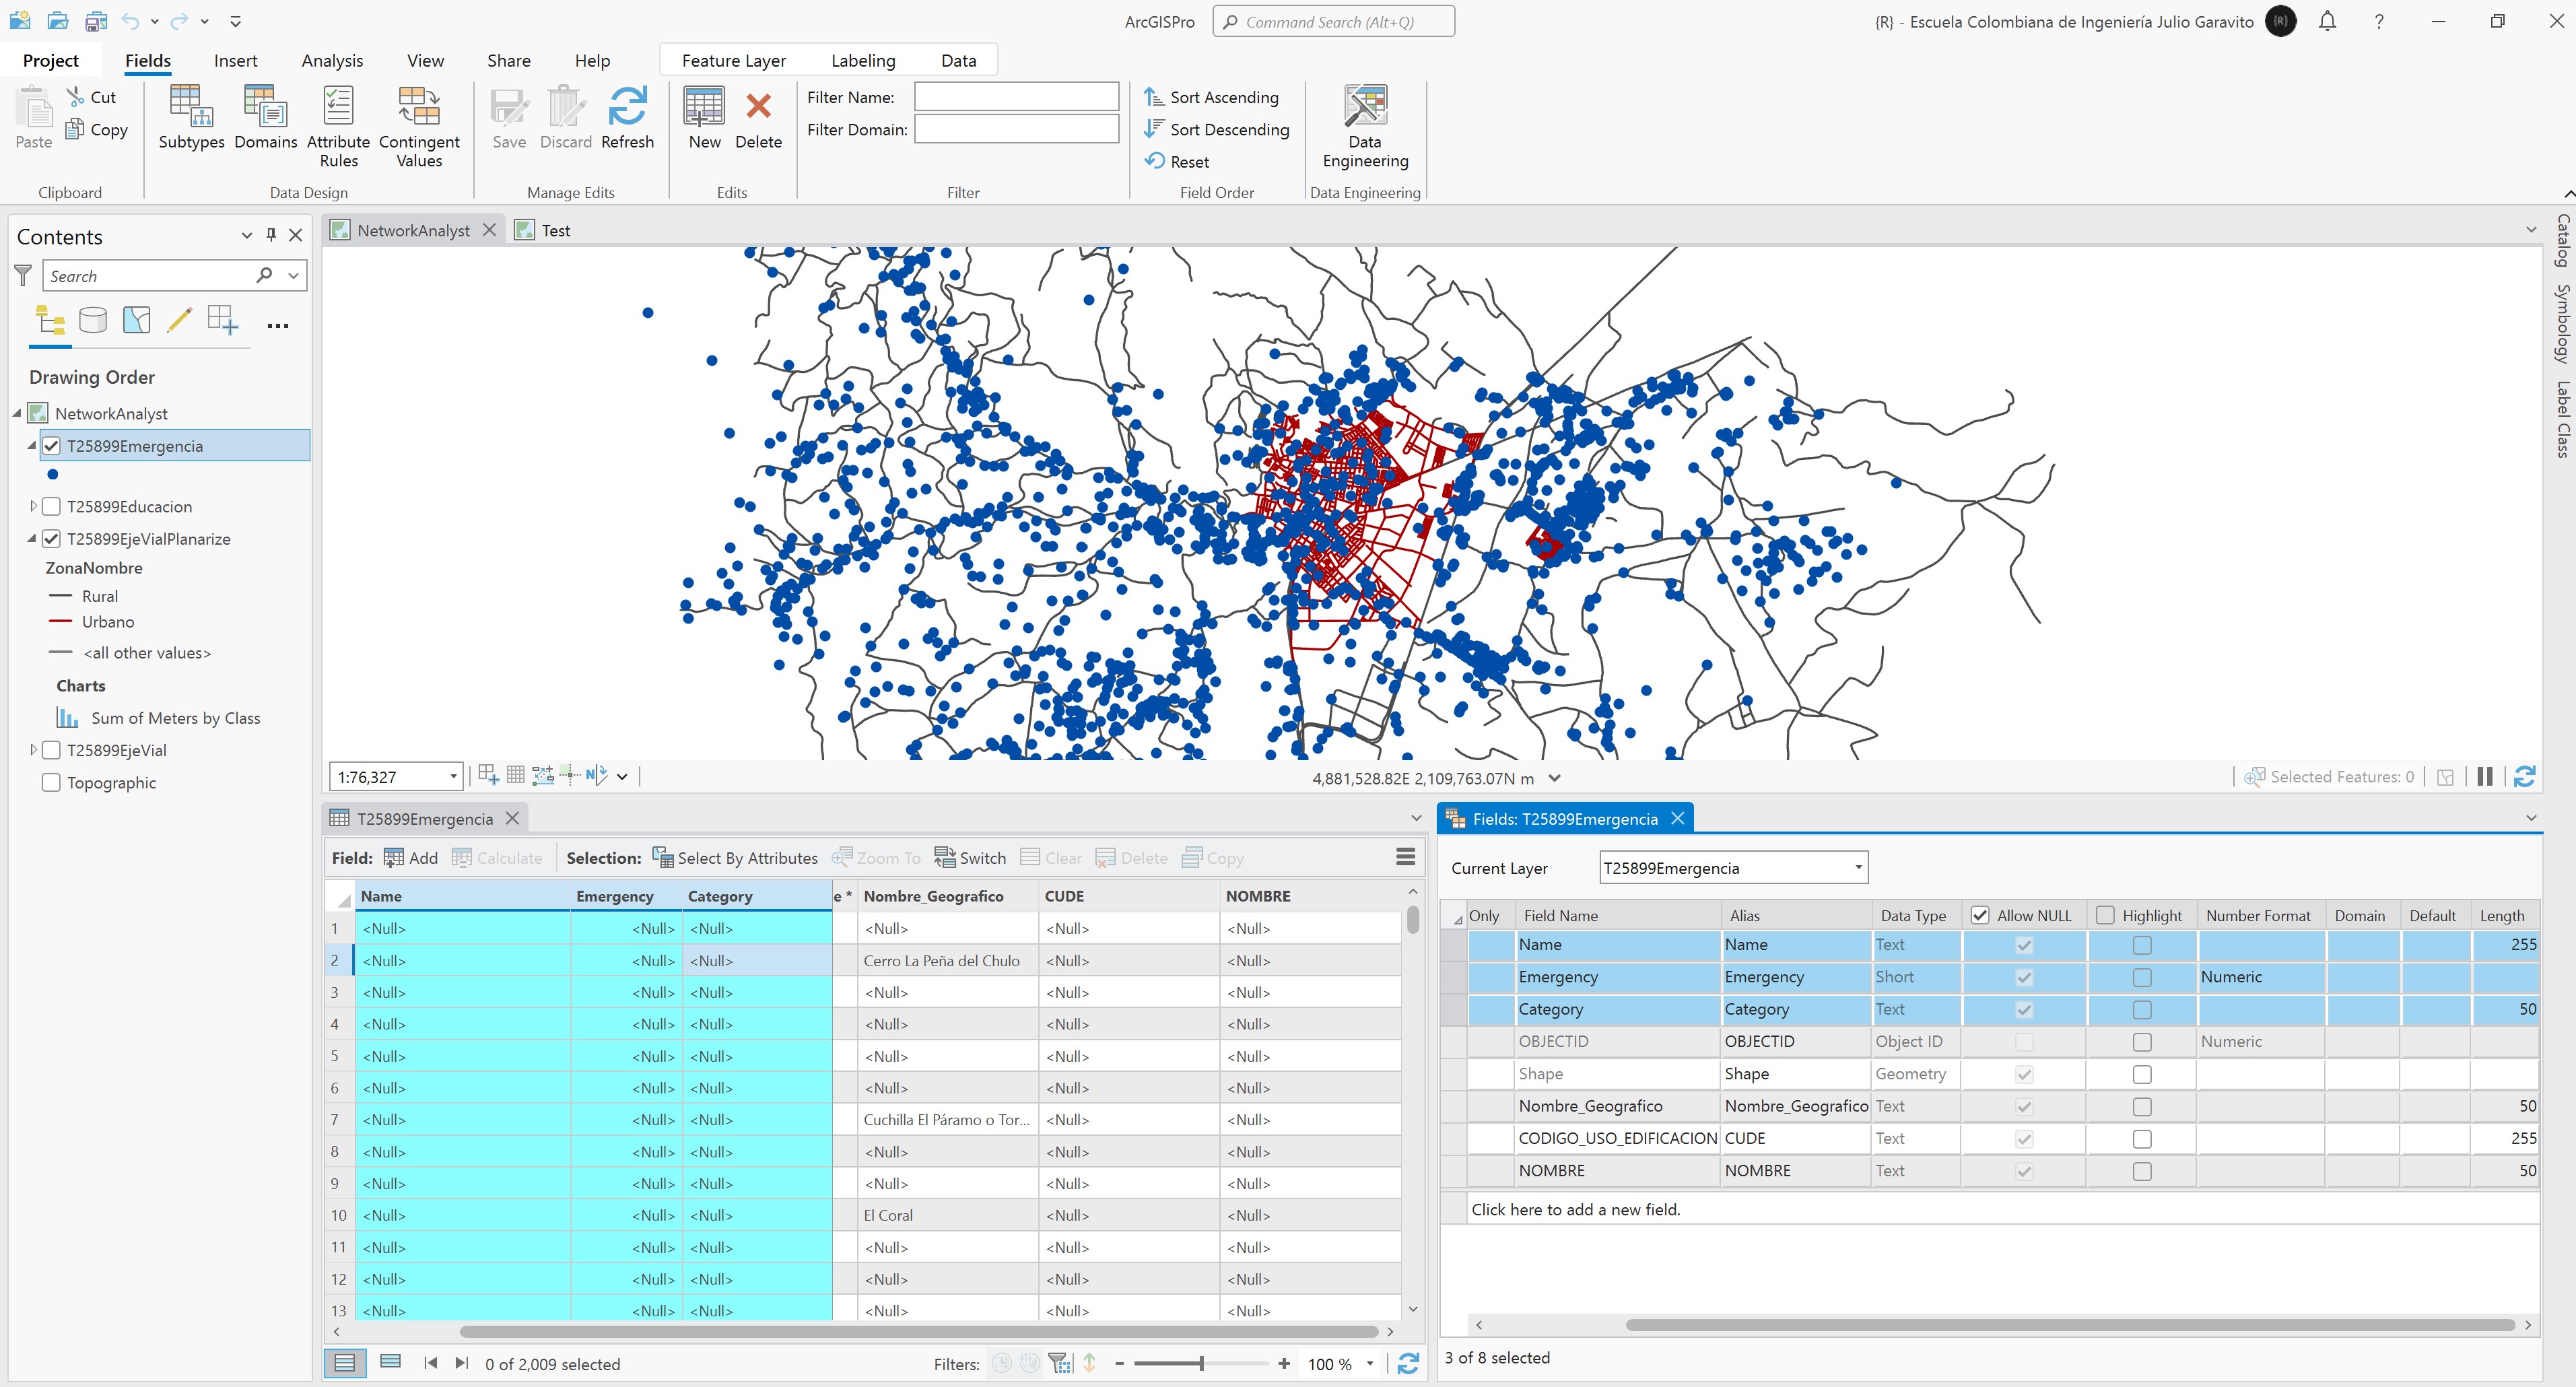 ArcGISPro
Command Search (Alt+Q)
{R} - Escuela Colombiana de Ingeniería Julio Garavito
{R}
?
Project
Fields
Insert
Analysis
View
Share
Help
Feature Layer
Labeling
Data
Paste
Cut
Copy
Clipboard
Subtypes
Domains
Attribute Rules
Contingent Values
Data Design
Save
Discard
Refresh
Manage Edits
New
Delete
Edits
Filter Name:
Filter Domain:
Filter
Sort Ascending
Sort Descending
Reset
Field Order
Data Engineering
Data Engineering
Contents
Search
Drawing Order
NetworkAnalyst
T25899Emergencia
T25899Educacion
T25899EjeVialPlanarize
ZonaNombre
Rural
Urbano
<all other values>
Charts
Sum of Meters by Class
T25899EjeVial
Topographic
NetworkAnalyst
Test
Catalog
Symbology
Label Class
1:76,327
4,881,528.82E 2,109,763.07N m
Selected Features: 0
T25899Emergencia
Field: Add Calculate Selection: Select By Attributes Zoom To Switch Clear Delete Copy
Name Emergency Category e * Nombre_Geografico CUDE NOMBRE
1 <Null> <Null> <Null> <Null> <Null> <Null>
2 <Null> <Null> <Null> Cerro La Peña del Chulo <Null> <Null>
3 <Null> <Null> <Null> <Null> <Null> <Null>
4 <Null> <Null> <Null> <Null> <Null> <Null>
5 <Null> <Null> <Null> <Null> <Null> <Null>
6 <Null> <Null> <Null> <Null> <Null> <Null>
7 <Null> <Null> <Null> Cuchilla El Páramo o Tor... <Null> <Null>
8 <Null> <Null> <Null> <Null> <Null> <Null>
9 <Null> <Null> <Null> <Null> <Null> <Null>
10 <Null> <Null> <Null> El Coral <Null> <Null>
11 <Null> <Null> <Null> <Null> <Null> <Null>
12 <Null> <Null> <Null> <Null> <Null> <Null>
13 <Null> <Null> <Null> <Null> <Null> <Null>
0 of 2,009 selected
Filters:
100 %
Fields: T25899Emergencia
Current Layer T25899Emergencia
Only Field Name Alias Data Type Allow NULL Highlight Number Format Domain Default Length
Name Name Text 255
Emergency Emergency Short Numeric
Category Category Text 50
OBJECTID OBJECTID Object ID Numeric
Shape Shape Geometry
Nombre_Geografico Nombre_Geografico Text 50
CODIGO_USO_EDIFICACION CUDE Text 255
NOMBRE NOMBRE Text 50
Click here to add a new field.
3 of 8 selected